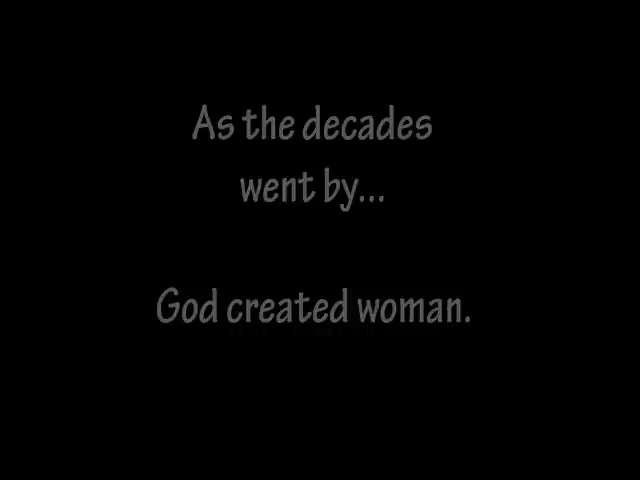 As the decades
went by...
God created woman.